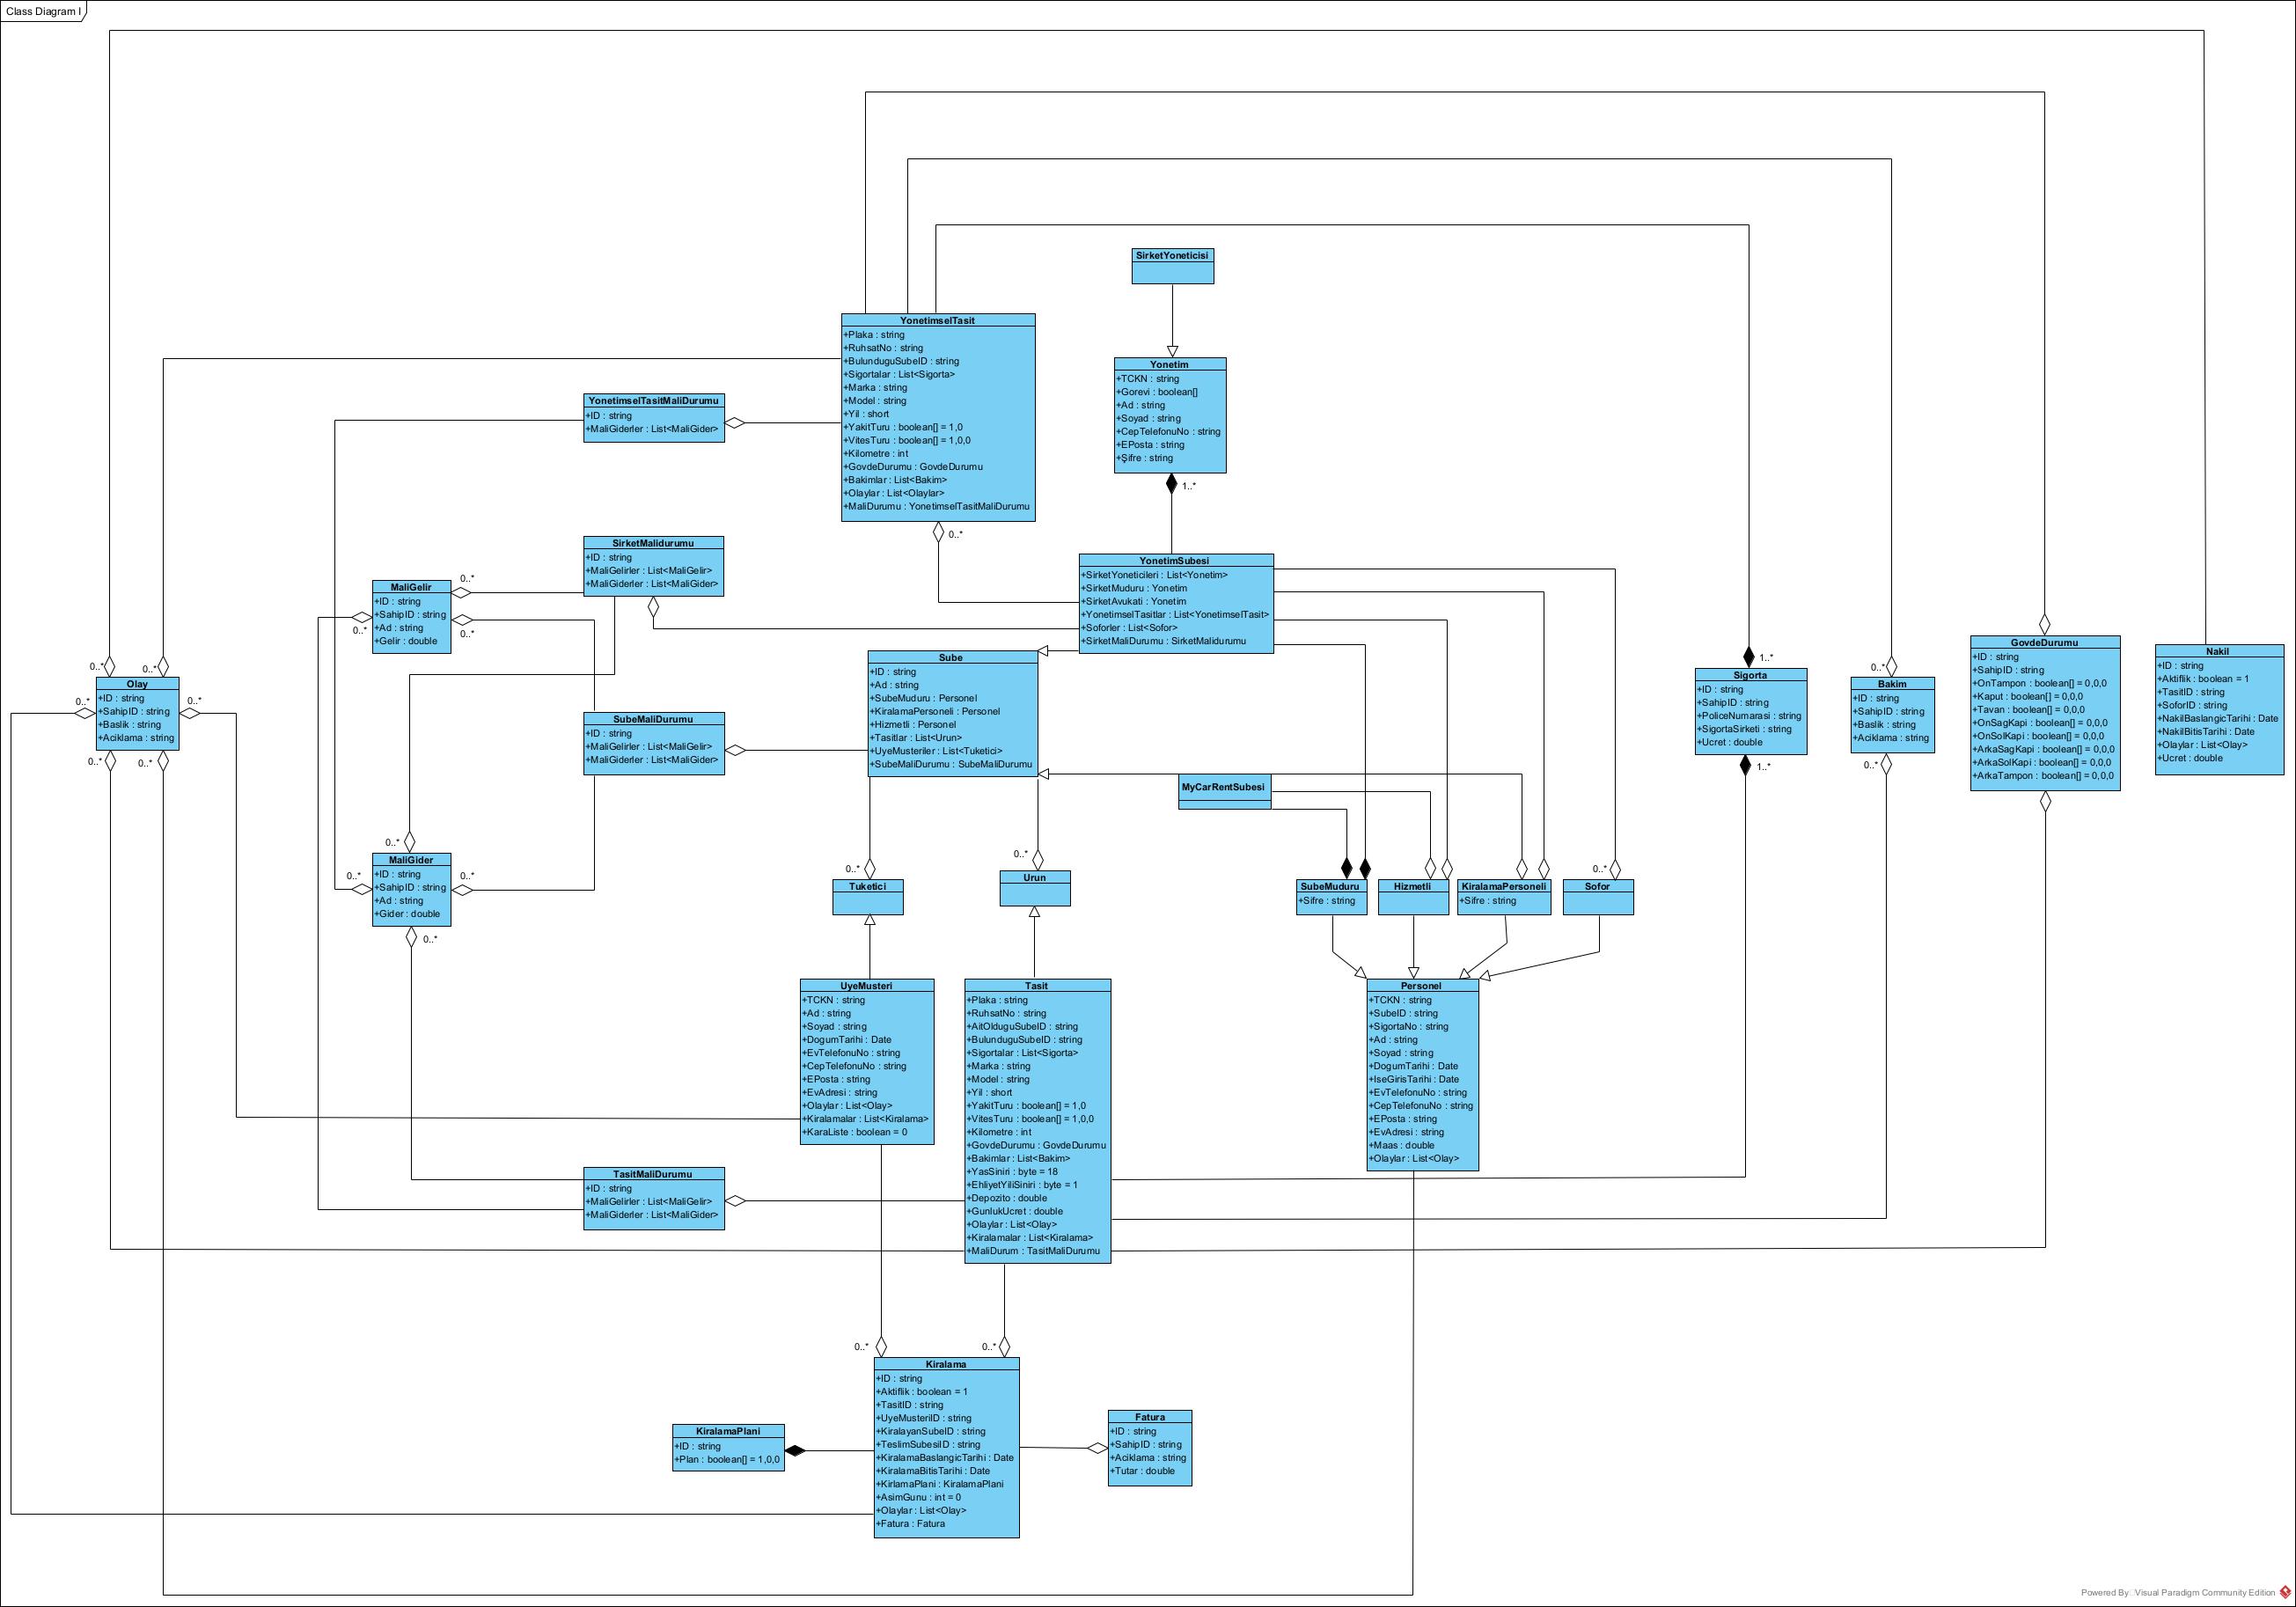 Class Diagram I
SirketYoneticisi
YonetimselTasit
+Plaka : string
+RuhsatNo : string
+BulunduguSubeID : string
+Sigortalar : List<Sigorta>
+Marka : string
+Model : string
+Yil : short
+YakitTuru : boolean[] = 1,0
+VitesTuru : boolean[] = 1,0,0
+Kilometre : int
+GovdeDurumu : GovdeDurumu
+Bakimlar : List<Bakim>
+Olaylar : List<Olaylar>
+MaliDurumu : YonetimselTasitMaliDurumu
0..*
Yonetim
+TCKN : string
+Gorevi : boolean[]
+Ad : string
+Soyad : string
+CepTelefonuNo : string
+EPosta : string
+Şifre : string
1..*
YonetimselTasitMaliDurumu
+ID : string
+MaliGiderler : List<MaliGider>
SirketMalidurumu
+ID : string
+MaliGelirler : List<MaliGelir>
+MaliGiderler : List<MaliGider>
YonetimSubesi
+SirketYoneticileri : List<Yonetim>
+SirketMuduru : Yonetim
+SirketAvukati : Yonetim
+YonetimselTasitlar : List<YonetimselTasit>
+Soforler : List<Sofor>
+SirketMaliDurumu : SirketMalidurumu
MaliGelir
+ID : string
+SahipID : string
+Ad : string
+Gelir : double
0..*
0..*
0..*
Olay
+ID : string
+SahipID : string
+Baslik : string
+Aciklama : string
0..*
0..*
0..*
0..*
0..*
0..*
Sube
+ID : string
+Ad : string
+SubeMuduru : Personel
+KiralamaPersoneli : Personel
+Hizmetli : Personel
+Tasitlar : List<Urun>
+UyeMusteriler : List<Tuketici>
+SubeMaliDurumu : SubeMaliDurumu
SubeMaliDurumu
+ID : string
+MaliGelirler : List<MaliGelir>
+MaliGiderler : List<MaliGider>
MyCarRentSubesi
1..*
Sigorta
+ID : string
+SahipID : string
+PoliceNumarasi : string
+SigortaSirketi : string
+Ucret : double
1..*
0..*
Bakim
+ID : string
+SahipID : string
+Baslik : string
+Aciklama : string
0..*
GovdeDurumu
+ID : string
+SahipID : string
+OnTampon : boolean[] = 0,0,0
+Kaput : boolean[] = 0,0,0
+Tavan : boolean[] = 0,0,0
+OnSagKapi : boolean[] = 0,0,0
+OnSolKapi : boolean[] = 0,0,0
+ArkaSagKapi : boolean[] = 0,0,0
+ArkaSolKapi : boolean[] = 0,0,0
+ArkaTampon : boolean[] = 0,0,0
Nakil
+ID : string
+Aktiflik : boolean = 1
+TasitID : string
+SoforID : string
+NakilBaslangicTarihi : Date
+NakilBitisTarihi : Date
+Olaylar : List<Olay>
+Ucret : double
0..*
MaliGider
+ID : string
+SahipID : string
+Ad : string
+Gider : double
0..*
0..*
0..*
0..*
Tuketici
0..*
Urun
SubeMuduru
+Sifre : string
Hizmetli
KiralamaPersoneli
+Sifre : string
0..*
Sofor
UyeMusteri
+TCKN : string
+Ad : string
+Soyad : string
+DogumTarihi : Date
+EvTelefonuNo : string
+CepTelefonuNo : string
+EPosta : string
+EvAdresi : string
+Olaylar : List<Olay>
+Kiralamalar : List<Kiralama>
+KaraListe : boolean = 0
Tasit
+Plaka : string
+RuhsatNo : string
+AitOlduguSubeID : string
+BulunduguSubeID : string
+Sigortalar : List<Sigorta>
+Marka : string
+Model : string
+Yil : short
+YakitTuru : boolean[] = 1,0
+VitesTuru : boolean[] = 1,0,0
+Kilometre : int
+GovdeDurumu : GovdeDurumu
+Bakimlar : List<Bakim>
+YasSiniri : byte = 18
+EhliyetYiliSiniri : byte = 1
+Depozito : double
+GunlukUcret : double
+Olaylar : List<Olay>
+Kiralamalar : List<Kiralama>
+MaliDurum : TasitMaliDurumu
Personel
+TCKN : string
+SubeID : string
+SigortaNo : string
+Ad : string
+Soyad : string
+DogumTarihi : Date
+IseGirisTarihi : Date
+EvTelefonuNo : string
+CepTelefonuNo : string
+EPosta : string
+EvAdresi : string
+Maas : double
+Olaylar : List<Olay>
TasitMaliDurumu
+ID : string
+MaliGelirler : List<MaliGelir>
+MaliGiderler : List<MaliGider>
0..*
0..*
Kiralama
+ID : string
+Aktiflik : boolean = 1
+TasitID : string
+UyeMusteriID : string
+KiralayanSubeID : string
+TeslimSubesiID : string
+KiralamaBaslangicTarihi : Date
+KiralamaBitisTarihi : Date
+KirlamaPlani : KiralamaPlani
+AsimGunu : int = 0
+Olaylar : List<Olay>
+Fatura : Fatura
KiralamaPlani
+ID : string
+Plan : boolean[] = 1,0,0
Fatura
+ID : string
+SahipID : string
+Aciklama : string
+Tutar : double
Powered By Visual Paradigm Community Edition